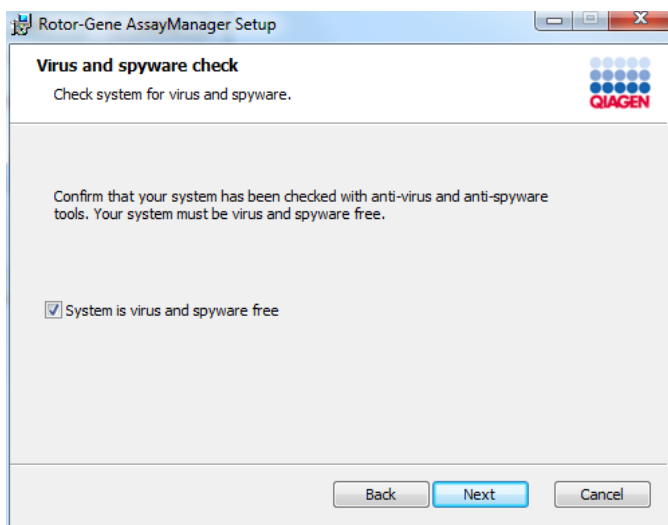 Rotor-Gene AssayManager Setup
Virus and spyware check
Check system for virus and spyware.
QIAGEN
Confirm that your system has been checked with anti-virus and anti-spyware
tools. Your system must be virus and spyware free.
System is virus and spyware free
Back
Next
Cancel